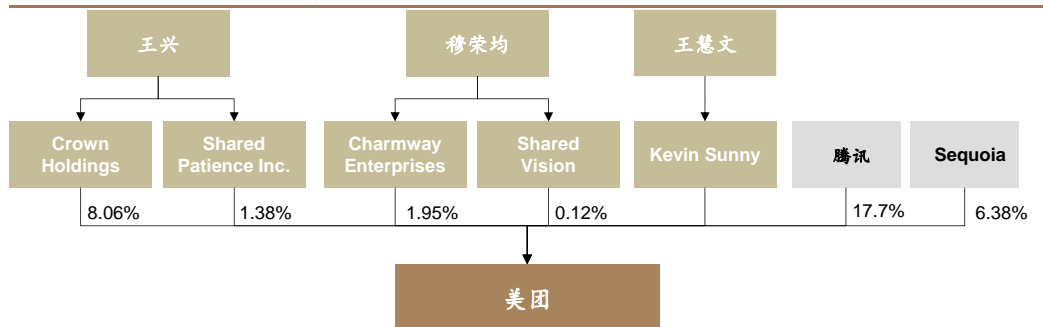 王兴
穆荣均
王慧文
Crown
Holdings
Shared
Patience Inc.
Charmway
Enterprises
Shared
Vision
Kevin Sunny
腾讯
Sequoia
8.06%
1.38%
1.95%
0.12%
17.7%
6.38%
美团